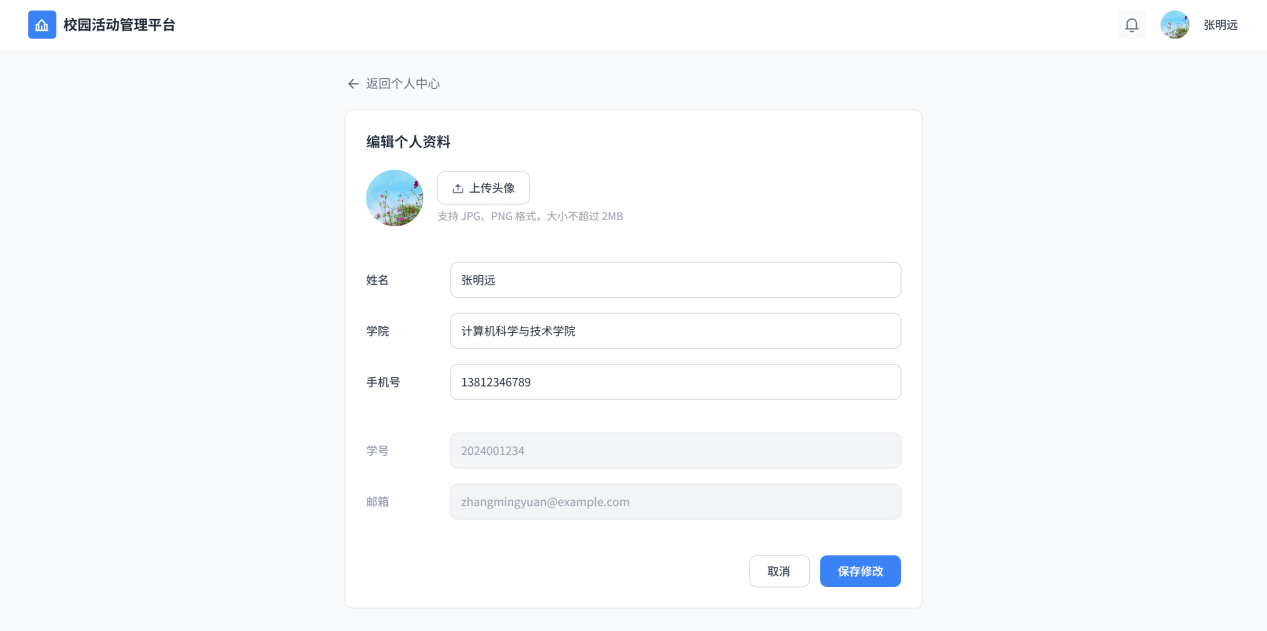 校园活动管理平台
张明远
返回个人中心
编辑个人资料
上传头像
支持 JPG、PNG 格式，大小不超过 2MB
姓名
张明远
学院
计算机科学与技术学院
手机号
13812346789
学号
2024001234
邮箱
zhangmingyuan@example.com
取消
保存修改